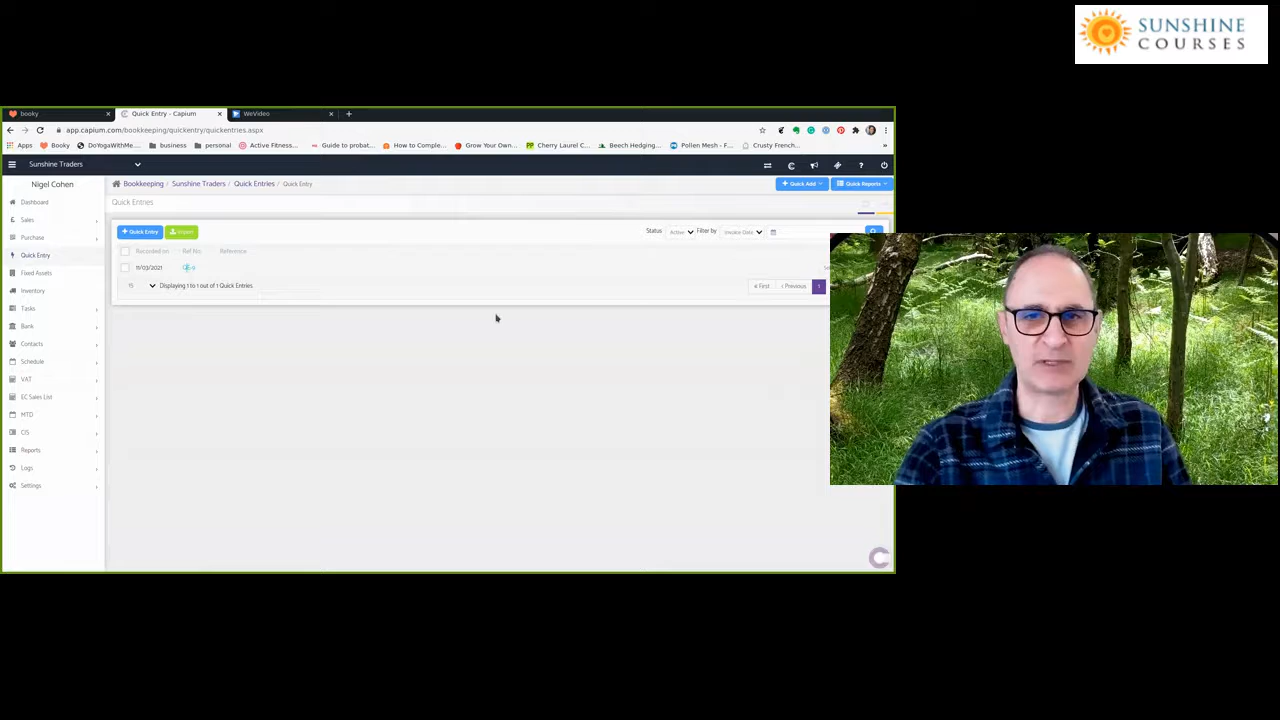 SUNSHINE
COURSES
booky
Quick Entry - Capium
WeVideo
app.capium.com/bookkeeping/quickentry/quickentries.aspx
Apps
Booky
DoYogaWithMe...
business
personal
Active Fitness...
Guide to probat...
How to Comple...
Grow Your Own...
Cherry Laurel C...
Beech Hedging...
Pollen Mesh - F...
Crusty French...
»
Sunshine Traders
Nigel Cohen
Bookkeeping / Sunshine Traders / Quick Entries / Quick Entry
+ Quick Add
Quick Reports
Dashboard
Quick Entries
Sales
+ Quick Entry
Import
Status
Active
Filter by
Invoice Date
Purchase
Recorded on
Ref No.
Reference
Quick Entry
11/03/2021
Fixed Assets
15
Displaying 1 to 1 out of 1 Quick Entries
« First
‹ Previous
1
Inventory
Tasks
Bank
Contacts
Schedule
VAT
EC Sales List
MTD
CIS
Reports
Logs
Settings